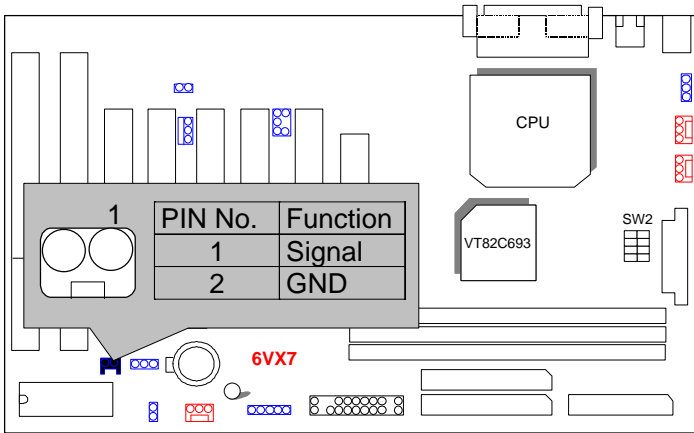 CPU
SW2
1
PIN No. Function
1 Signal
2 GND
VT82C693
6VX7